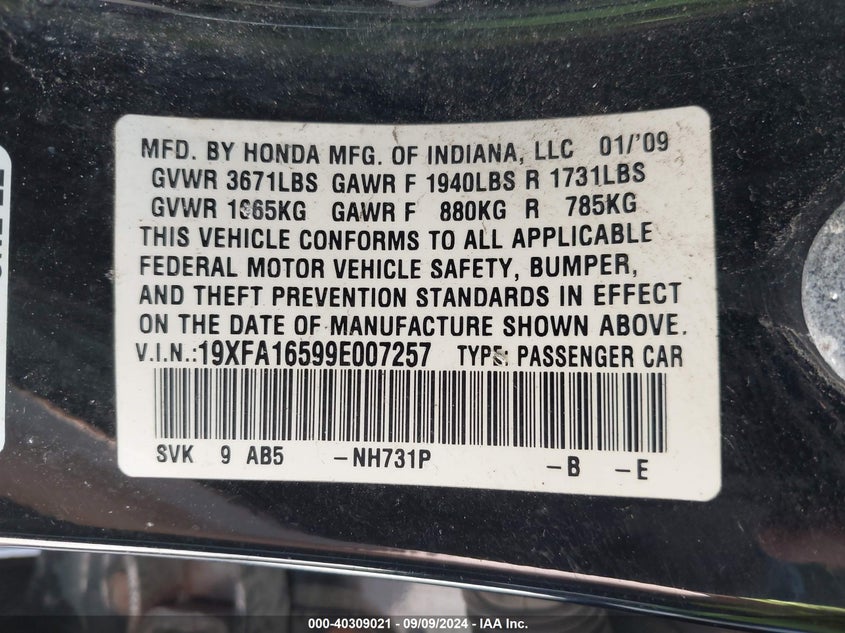 MFD. BY HONDA MFG. OF INDIANA, LLC 01/'09
GVWR 3671LBS GAWR F 1940LBS R 1731LBS
GVWR 1665KG GAWR F 880KG R 785KG
THIS VEHICLE CONFORMS TO ALL APPLICABLE
FEDERAL MOTOR VEHICLE SAFETY, BUMPER,
AND THEFT PREVENTION STANDARDS IN EFFECT
ON THE DATE OF MANUFACTURE SHOWN ABOVE.
V.I.N.:19XFA16599E007257 TYPE: PASSENGER CAR
SVK 9 AB5 -NH731P -B -E
000-40309021 - 09/09/2024 - IAA Inc.